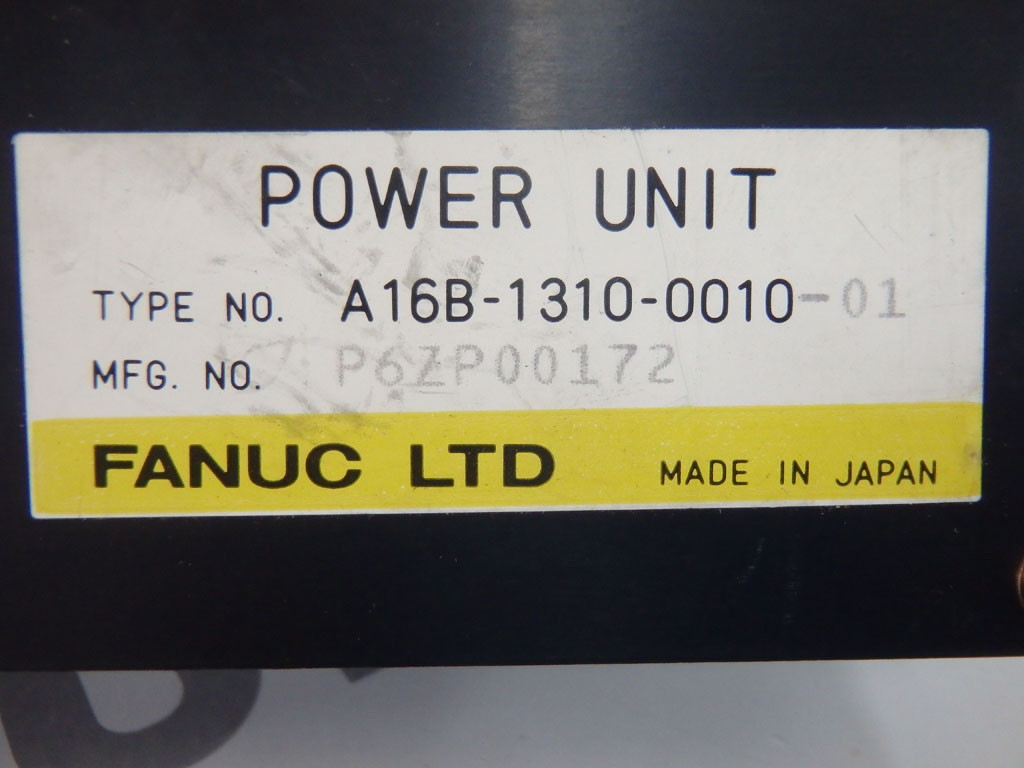 POWER UNIT
TYPE NO. A16B-1310-0010-01
MFG. NO. P6ZP00172
FANUC LTD MADE IN JAPAN